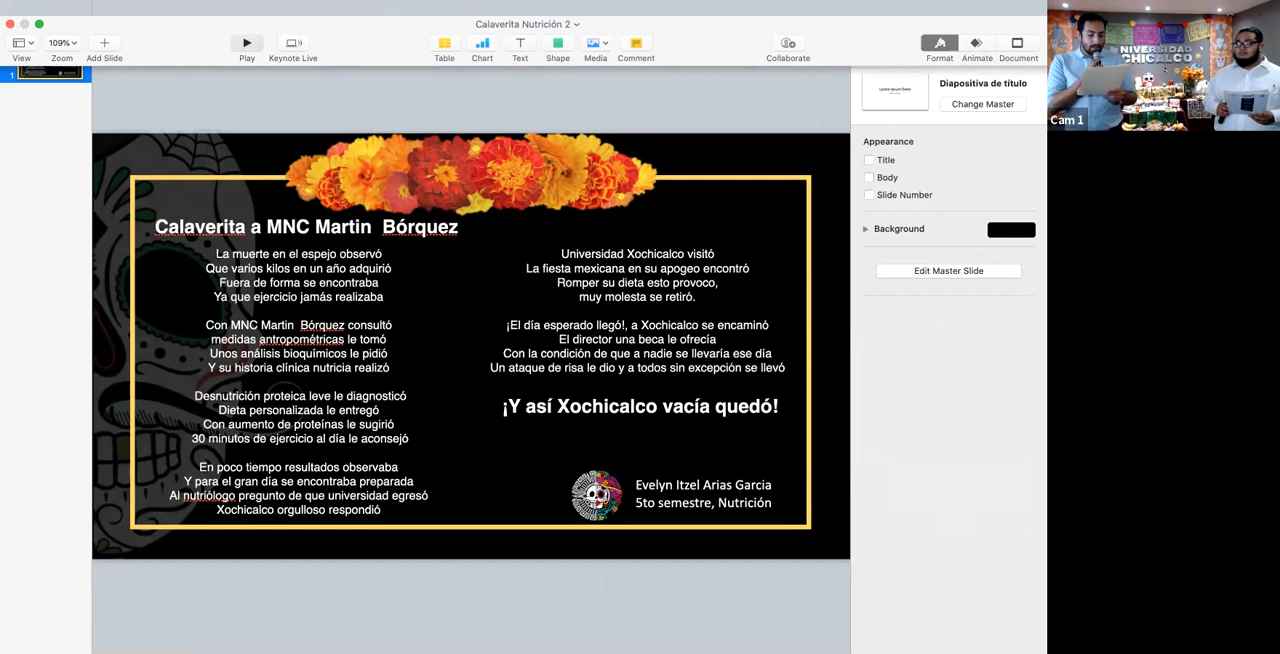 Calaverita Nutrición 2
109%
View
Zoom
Add Slide
Play
Keynote Live
Table
Chart
Text
Shape
Media
Comment
Collaborate
Format
Animate
Document
1
Calaverita a MNC Martin  Bórquez
La muerte en el espejo observó
Que varios kilos en un año adquirió
Fuera de forma se encontraba
Ya que ejercicio jamás realizaba
Con MNC Martin  Bórquez consultó
medidas antropométricas le tomó
Unos análisis bioquímicos le pidió
Y su historia clínica nutricia realizó
Desnutrición proteica leve le diagnosticó
Dieta personalizada le entregó
Con aumento de proteínas le sugirió
30 minutos de ejercicio al día le aconsejó
En poco tiempo resultados observaba
Y para el gran día se encontraba preparada
Al nutriólogo pregunto de que universidad egresó
Xochicalco orgulloso respondió
Universidad Xochicalco visitó
La fiesta mexicana en su apogeo encontró
Romper su dieta esto provoco,
muy molesta se retiró.
¡El día esperado llegó!, a Xochicalco se encaminó
El director una beca le ofrecía
Con la condición de que a nadie se llevaría ese día
Un ataque de risa le dio y a todos sin excepción se llevó
¡Y así Xochicalco vacía quedó!
Evelyn Itzel Arias Garcia
5to semestre, Nutrición
Lorem Ipsum Dolor
Diapositiva de título
Change Master
Appearance
Title
Body
Slide Number
Background
Edit Master Slide
NIVERSIDAD
CHICALCO
Cam 1